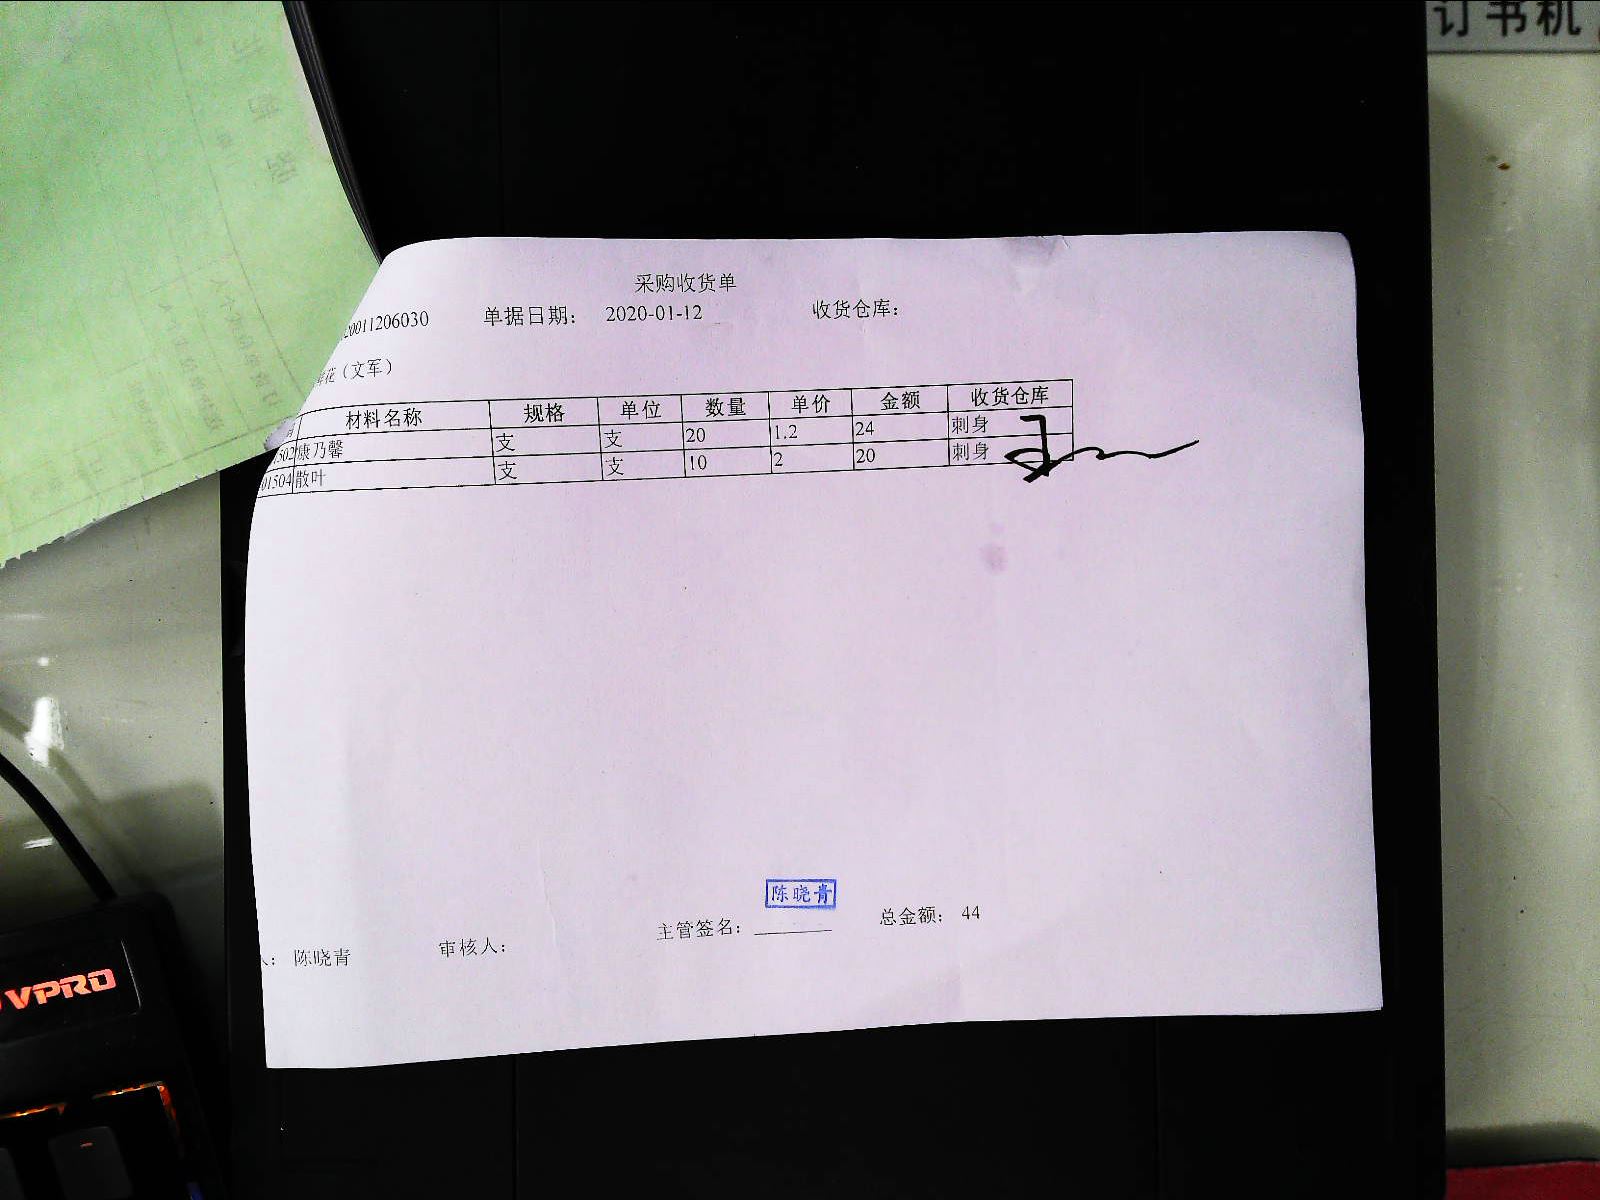 订书机
采购收货单
20011206030 单据日期： 2020-01-12 收货仓库：
花（文军）
材料名称 规格 单位 数量 单价 金额 收货仓库
502 康乃馨 支 支 20 1.2 24 刺身
01504 散叶 支 支 10 2 20 刺身
陈晓青
人： 陈晓青 审核人： 主管签名： 总金额： 44
VPRO